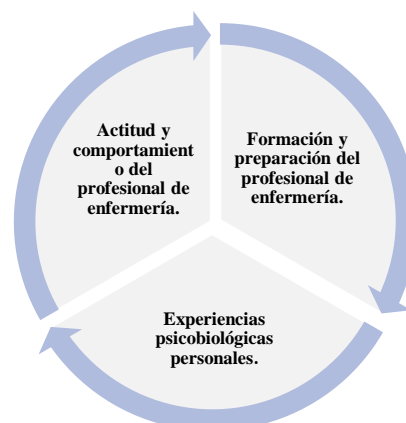 Actitud y
comportamient
o del
profesional de
enfermería.
Formación y
preparación del
profesional de
enfermería.
Experiencias
psicobiológicas
personales.